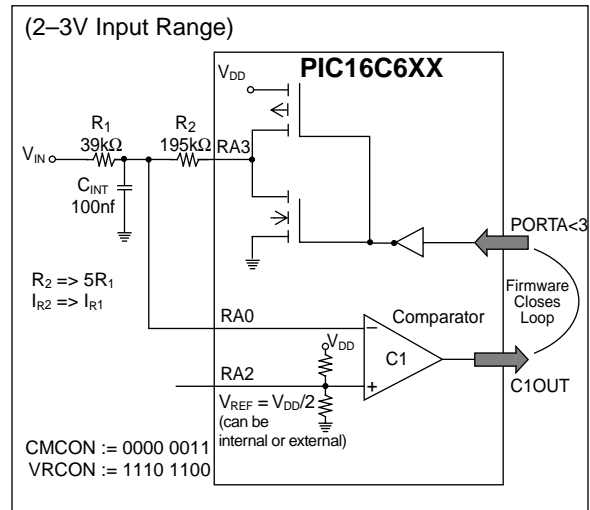 (2–3V Input Range)
PIC16C6XX
VDD
R1
39kΩ
R2
195kΩ
RA3
VIN
CINT
100nf
PORTA<3
R2 => 5R1
IR2 => IR1
Firmware
Closes
Loop
RA0
Comparator
VDD
–
C1
+
RA2
C1OUT
VREF = VDD/2
(can be
internal or external)
CMCON := 0000 0011
VRCON := 1110 1100